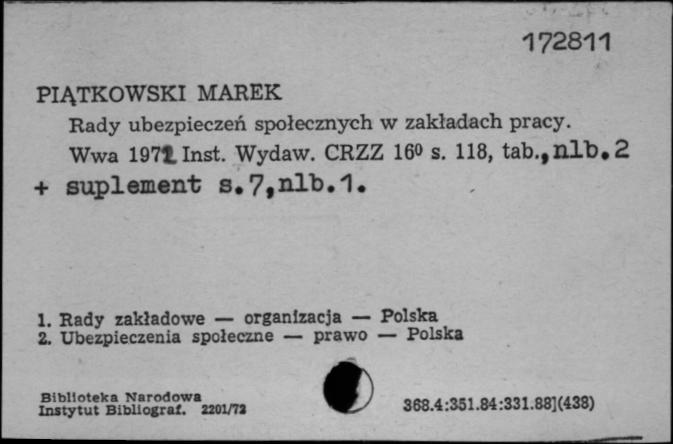 172811
PIĄTKOWSKI MAREK
Rady ubezpieczeń społecznych w zakładach pracy.
Wwa 1972 Inst. Wydaw. CRZZ 16⁰ s. 118, tab., nlb. 2
+ suplement s. 7, nlb. 1.
1. Rady zakładowe — organizacja — Polska
2. Ubezpieczenia społeczne — prawo — Polska
Biblioteka Narodowa
Instytut Bibliograf. 2201/72 368.4:351.84:331.88](438)